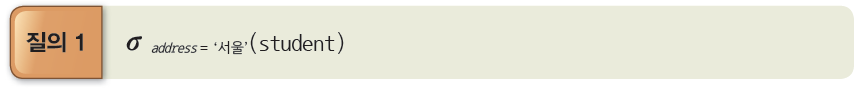 질의 1
σ address = ‘서울’(student)